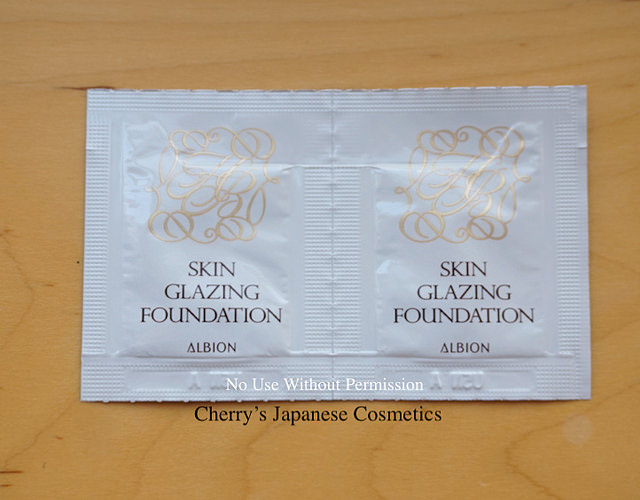 SKIN
GLAZING
FOUNDATION
ALBION
SKIN
GLAZING
FOUNDATION
ALBION
No Use Without Permission
Cherry's Japanese Cosmetics